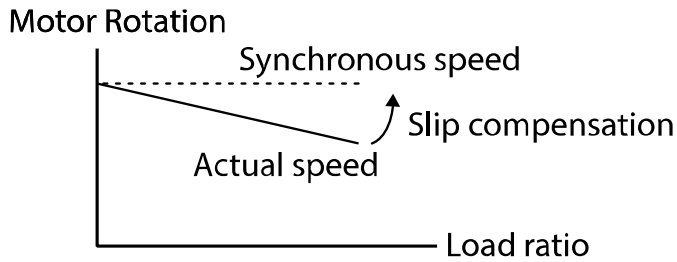 Motor Rotation
Synchronous speed
Slip compensation
Actual speed
Load ratio